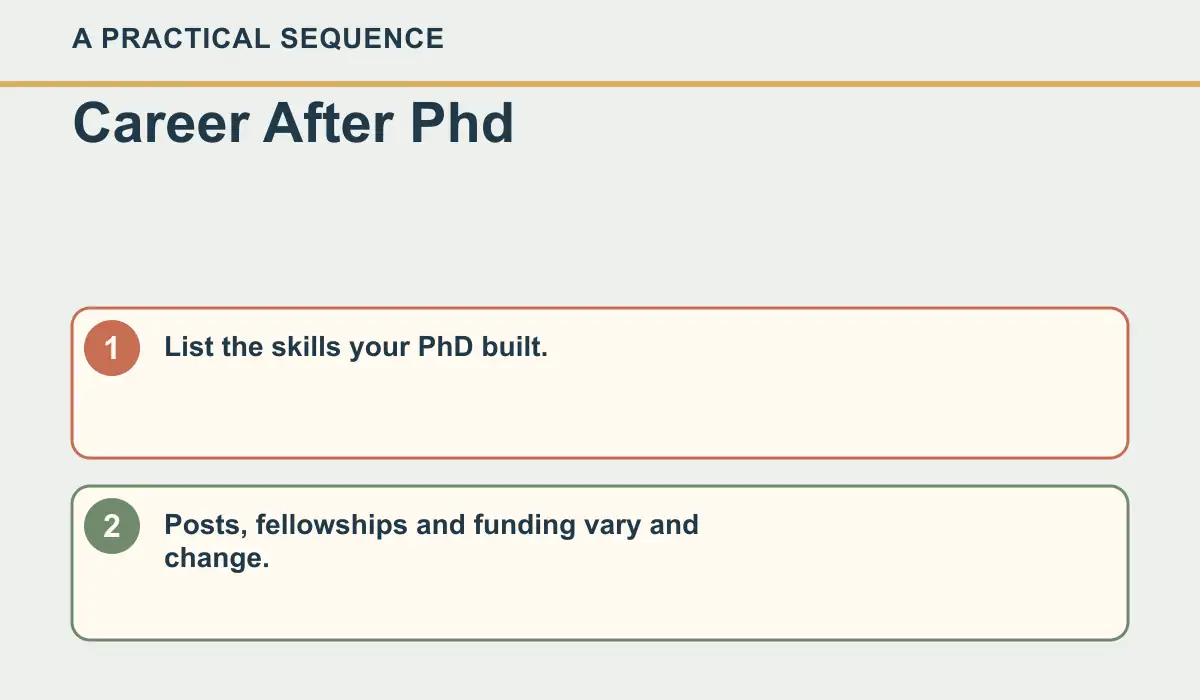 A PRACTICAL SEQUENCE
Career After Phd
1
List the skills your PhD built.
2
Posts, fellowships and funding vary and
change.